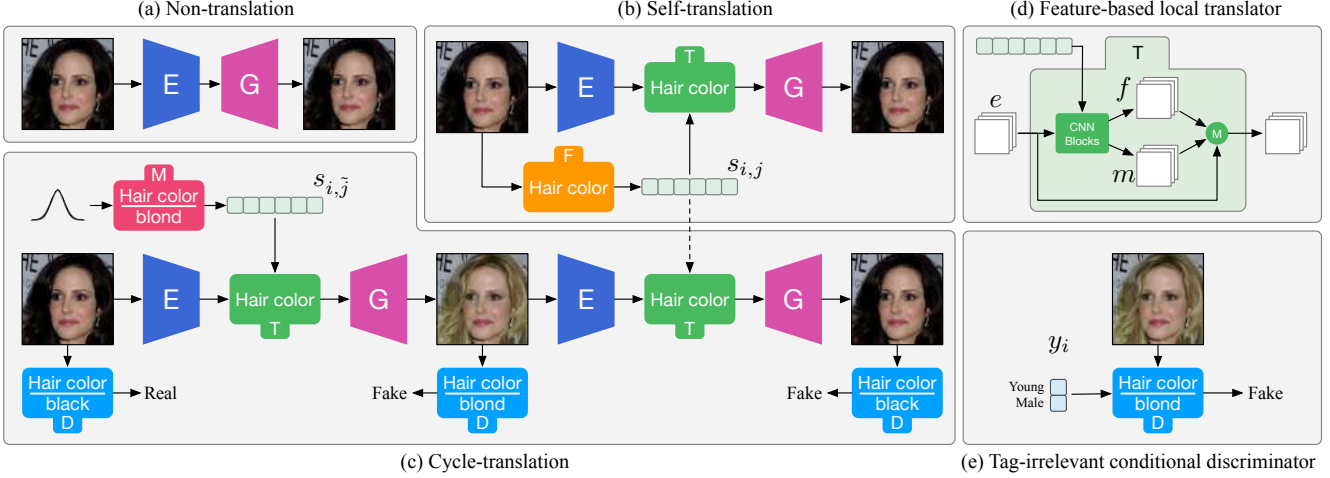 (a) Non-translation
E
G
(b) Self-translation
E
T
Hair color
G
F
Hair color
s_{i,j}
(d) Feature-based local translator
T
e
f
CNN
Blocks
M
m
M
Hair color
blond
s_{i,\tilde{j}}
E
Hair color
T
G
E
Hair color
T
G
Hair color
black
D
Real
Fake
Hair color
blond
D
Fake
Hair color
black
D
(c) Cycle-translation
y_i
Young
Male
Hair color
blond
D
Fake
(e) Tag-irrelevant conditional discriminator